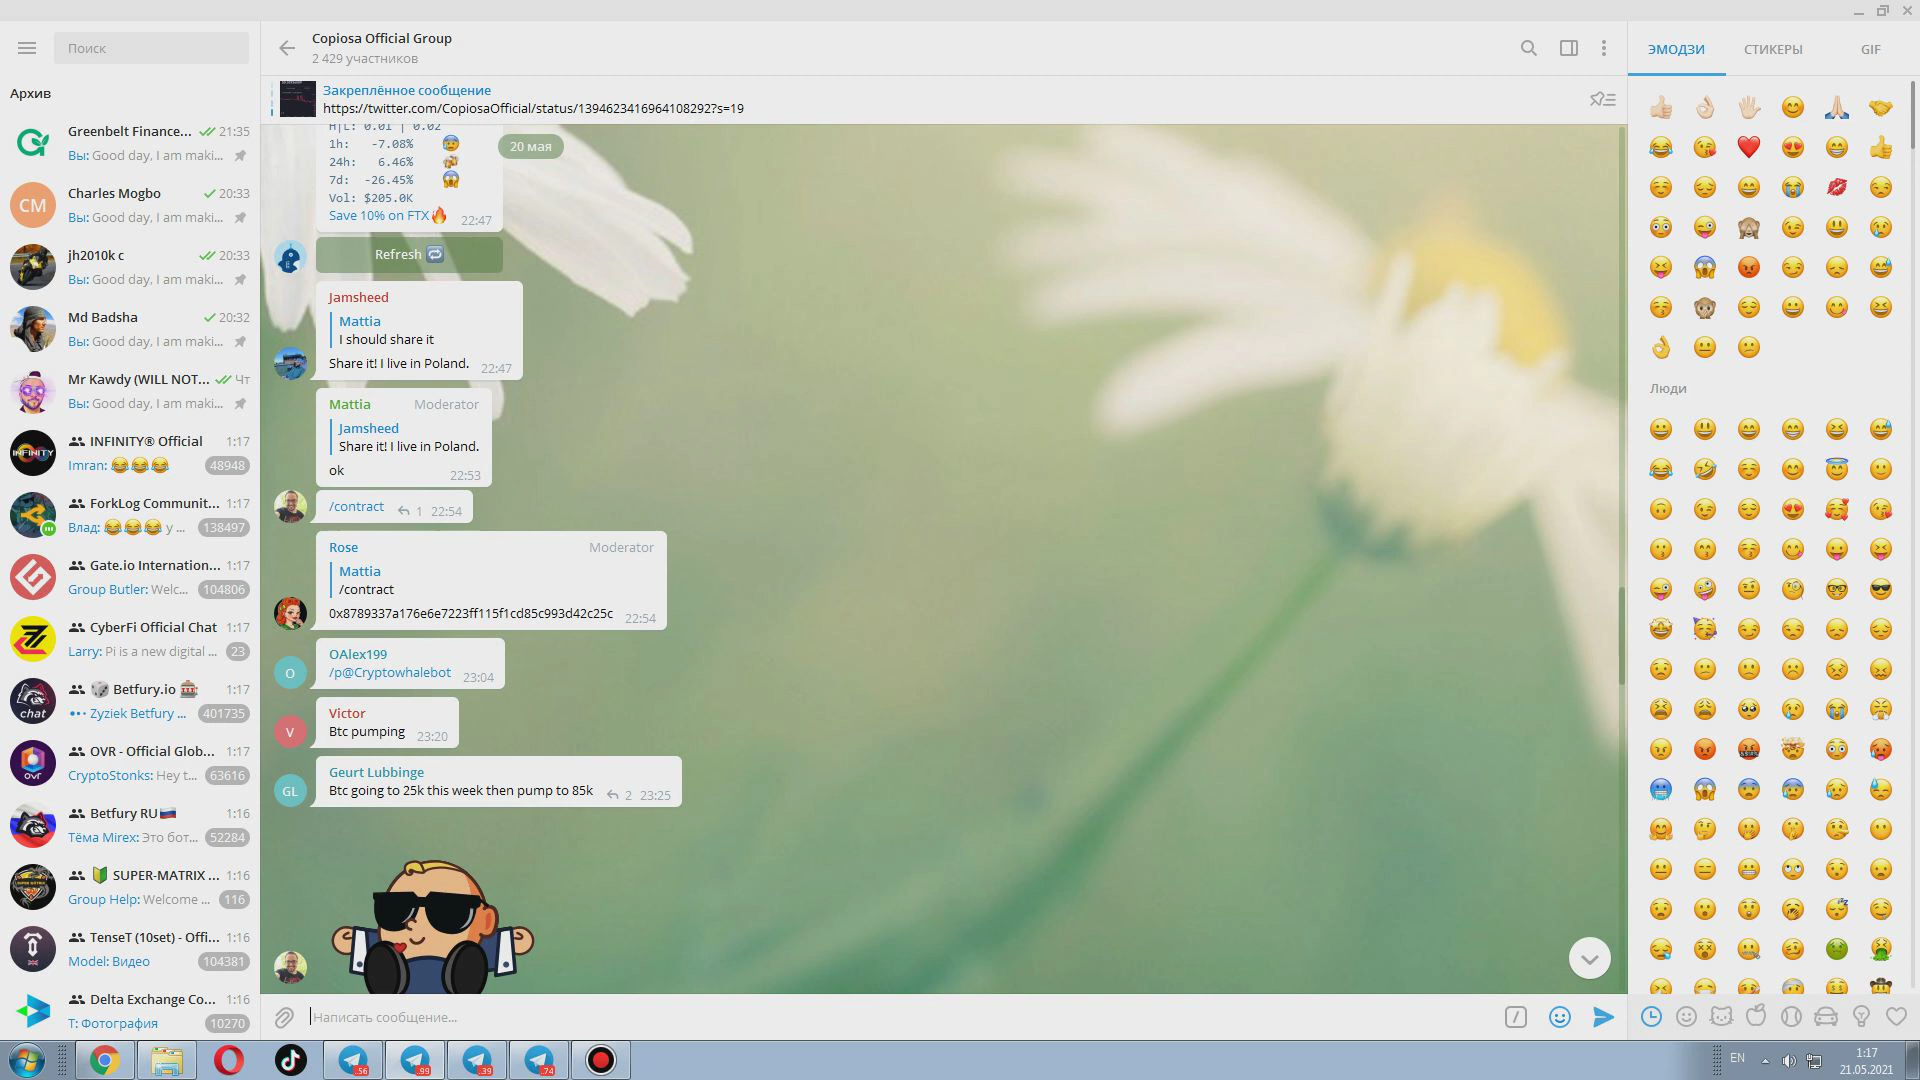 Поиск
Архив
Greenbelt Finance... 21:35
Вы: Good day, I am maki...
CM
Charles Mogbo 20:33
Вы: Good day, I am maki...
jh2010k c 20:33
Вы: Good day, I am maki...
Md Badsha 20:32
Вы: Good day, I am maki...
Mr Kawdy (WILL NOT... Чт
Вы: Good day, I am maki...
INFINITY
INFINITY® Official 1:17
Imran: 😂😂😂 48948
ForkLog Communit... 1:17
Влад: 😂😂😂 у ... 138497
Gate.io Internation... 1:17
Group Butler: Welc... 104806
CyberFi Official Chat 1:17
Larry: Pi is a new digital ... 23
chat
🎲 Betfury.io 🎰 1:17
Zyziek Betfury ... 401735
ovr
OVR - Official Glob... 1:17
CryptoStonks: Hey t... 63616
Betfury RU🇷🇺 1:16
Тёма Mirex: Это бот... 52284
🔰 SUPER-MATRIX ... 1:16
Group Help: Welcome ... 116
TenseT (10set) - Offi... 1:16
Model: Видео 104381
Delta Exchange Co... 1:16
T: Фотография 10270
Copiosa Official Group
2 429 участников
Закреплённое сообщение
https://twitter.com/CopiosaOfficial/status/1394623416964108292?s=19
20 мая
H|L: 0.01 | 0.02
1h: -7.08% 😰
24h: 6.46% 🍻
7d: -26.45% 😱
Vol: $205.0K
Save 10% on FTX🔥 22:47
Refresh 🔁
Jamsheed
Mattia
I should share it
Share it! I live in Poland. 22:47
Mattia Moderator
Jamsheed
Share it! I live in Poland.
ok 22:53
/contract 1 22:54
Rose Moderator
Mattia
/contract
0x8789337a176e6e7223ff115f1cd85c993d42c25c 22:54
O
OAlex199
/p@Cryptowhalebot 23:04
V
Victor
Btc pumping 23:20
GL
Geurt Lubbinge
Btc going to 25k this week then pump to 85k 2 23:25
Написать сообщение...
ЭМОДЗИ СТИКЕРЫ GIF
Люди
..56
..99
..39
..74
EN
1:17
21.05.2021